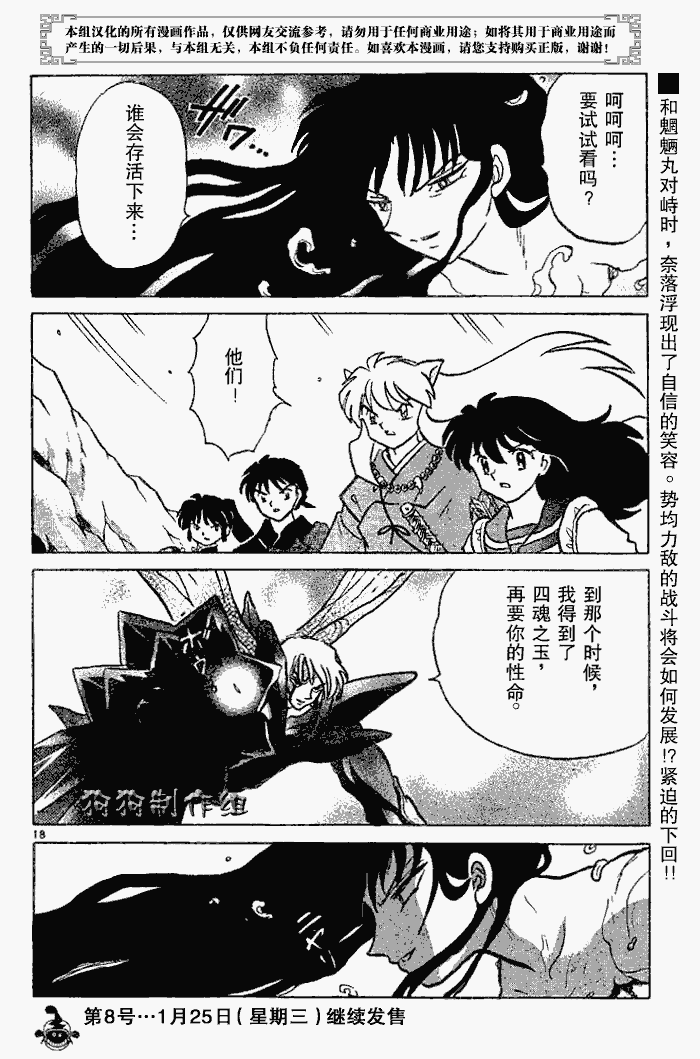 本组汉化的所有漫画作品，仅供网友交流参考，请勿用于任何商业用途；如将其用于商业用途而
产生的一切后果，与本组无关，本组不负任何责任。如喜欢本漫画，请您支持购买正版，谢谢！
呵呵呵…
要试试看吗？
谁会存活下来…
他们！
到那个时候，
我得到了
四魂之玉，
再要你的性命。
狗狗制作组
18
和魍魉丸对峙时，奈落浮现出了自信的笑容。势均力敌的战斗将会如何发展！？紧迫的下回！！
第8号…1月25日（星期三）继续发售